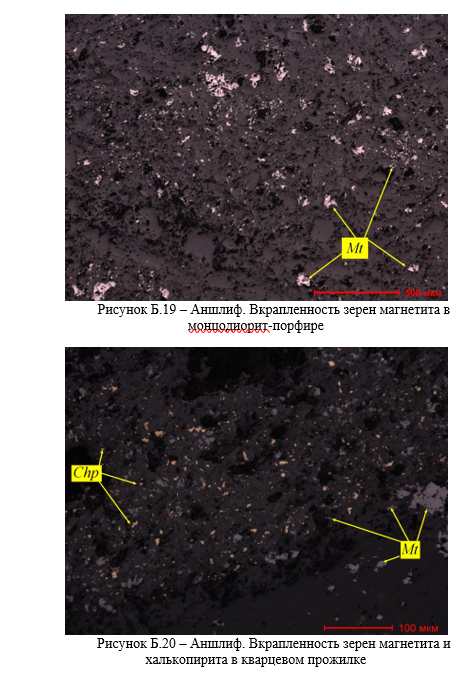 Mt
500 мкм
Рисунок Б.19 – Аншлиф. Вкрапленность зерен магнетита в
монцодиорит-порфире
Chp
Mt
100 мкм
Рисунок Б.20 – Аншлиф. Вкрапленность зерен магнетита и
халькопирита в кварцевом прожилке